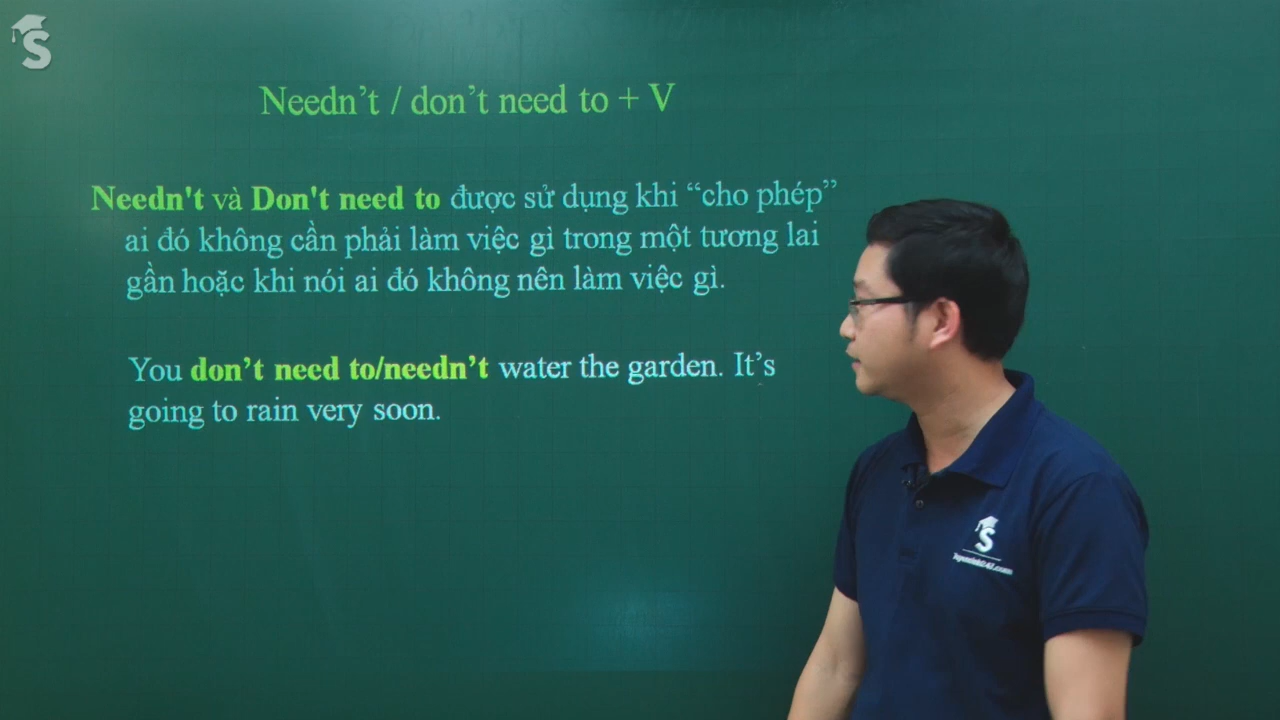 S
Needn’t / don’t need to + V
Needn't và Don't need to được sử dụng khi “cho phép”
ai đó không cần phải làm việc gì trong một tương lai
gần hoặc khi nói ai đó không nên làm việc gì.
You don’t need to/needn’t water the garden. It’s
going to rain very soon.
S